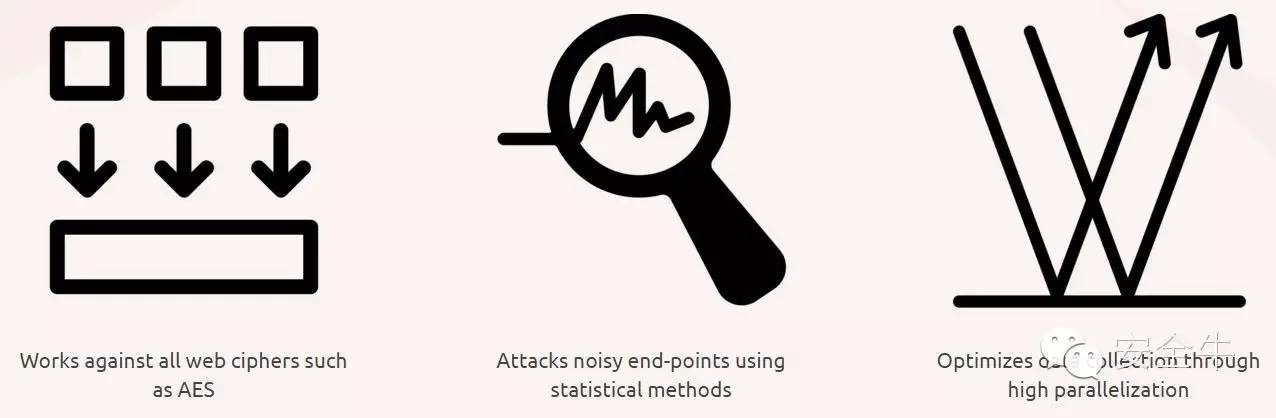 Works against all web ciphers such
as AES
Attacks noisy end-points using
statistical methods
Optimizes data collection through
high parallelization
安全牛